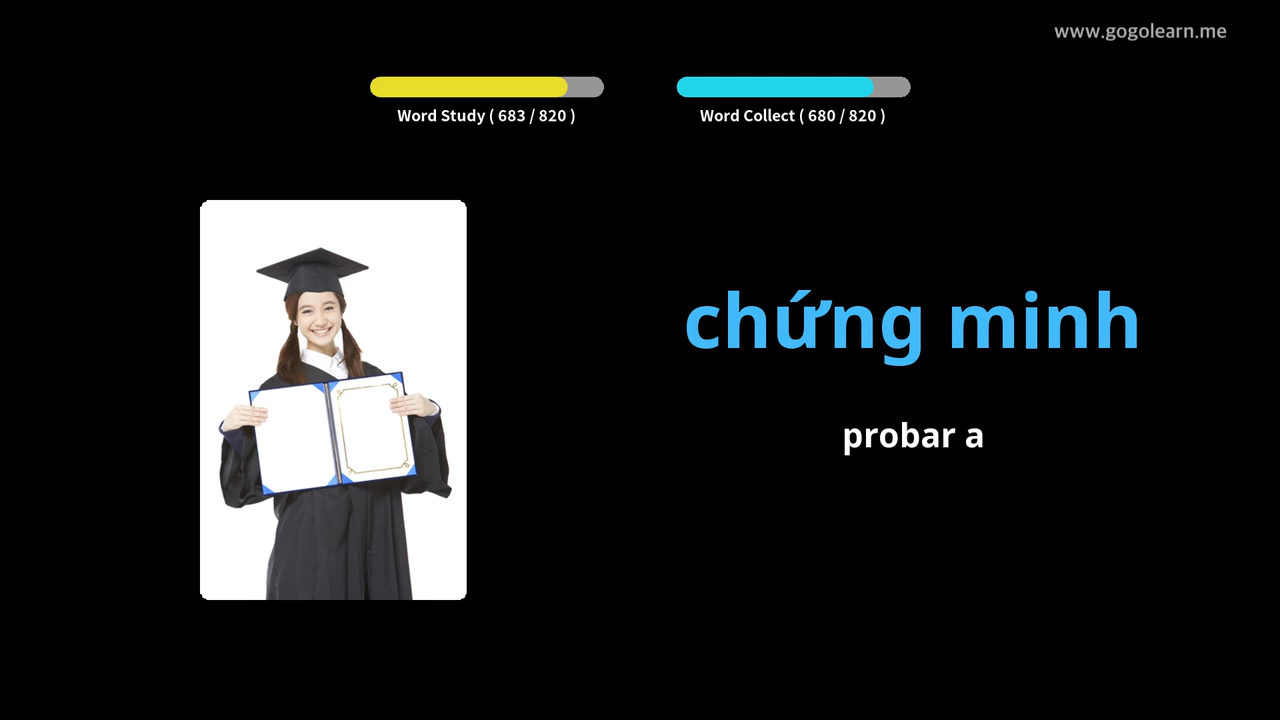 www.gogolearn.me
Word Study ( 683 / 820 )
Word Collect ( 680 / 820 )
chứng minh
probar a